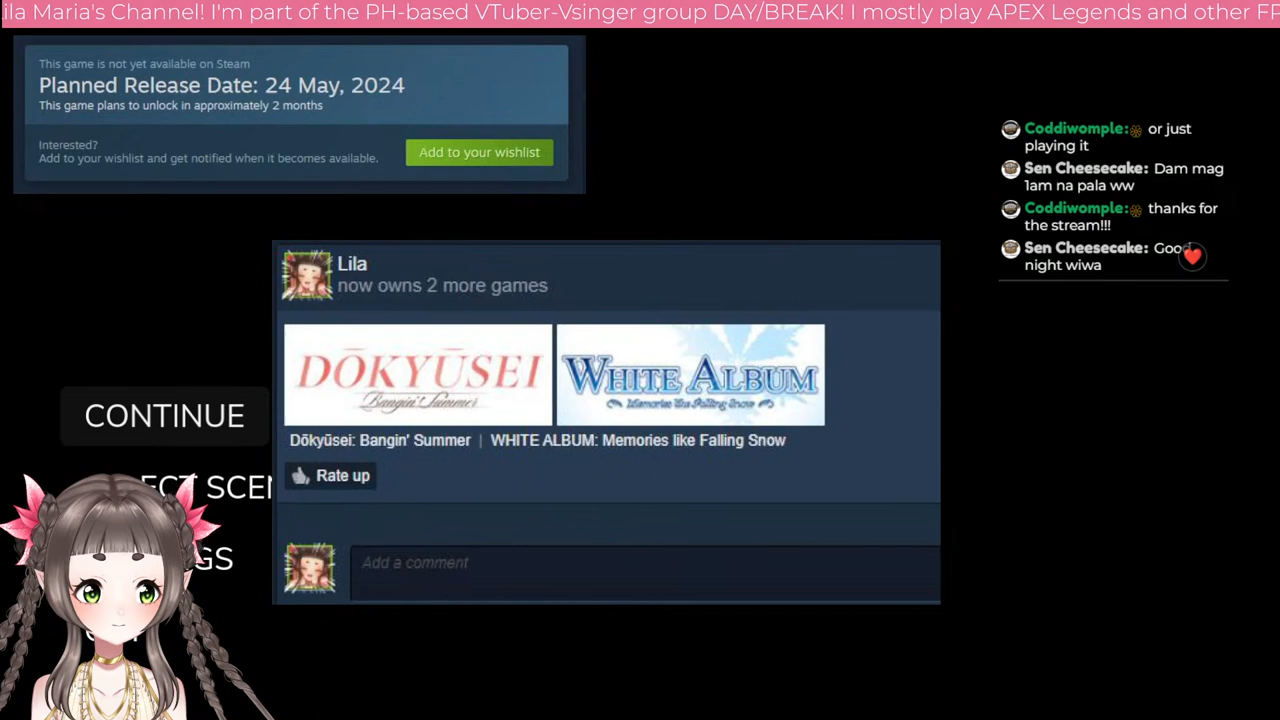 ila Maria's Channel! I'm part of the PH-based VTuber-Vsinger group DAY/BREAK! I mostly play APEX Legends and other FP
This game is not yet available on Steam
Planned Release Date: 24 May, 2024
This game plans to unlock in approximately 2 months
Interested?
Add to your wishlist and get notified when it becomes available.
Add to your wishlist
Coddiwomple: or just
playing it
Sen Cheesecake: Dam mag
1am na pala ww
Coddiwomple: thanks for
the stream!!!
Sen Cheesecake: Good
night wiwa
Lila
now owns 2 more games
DŌKYŪSEI
Bangin' Summer
WHITE ALBUM
Memories like Falling Snow
Dōkyūsei: Bangin' Summer | WHITE ALBUM: Memories like Falling Snow
Rate up
Add a comment
CONTINUE
ECT SCEN
GS